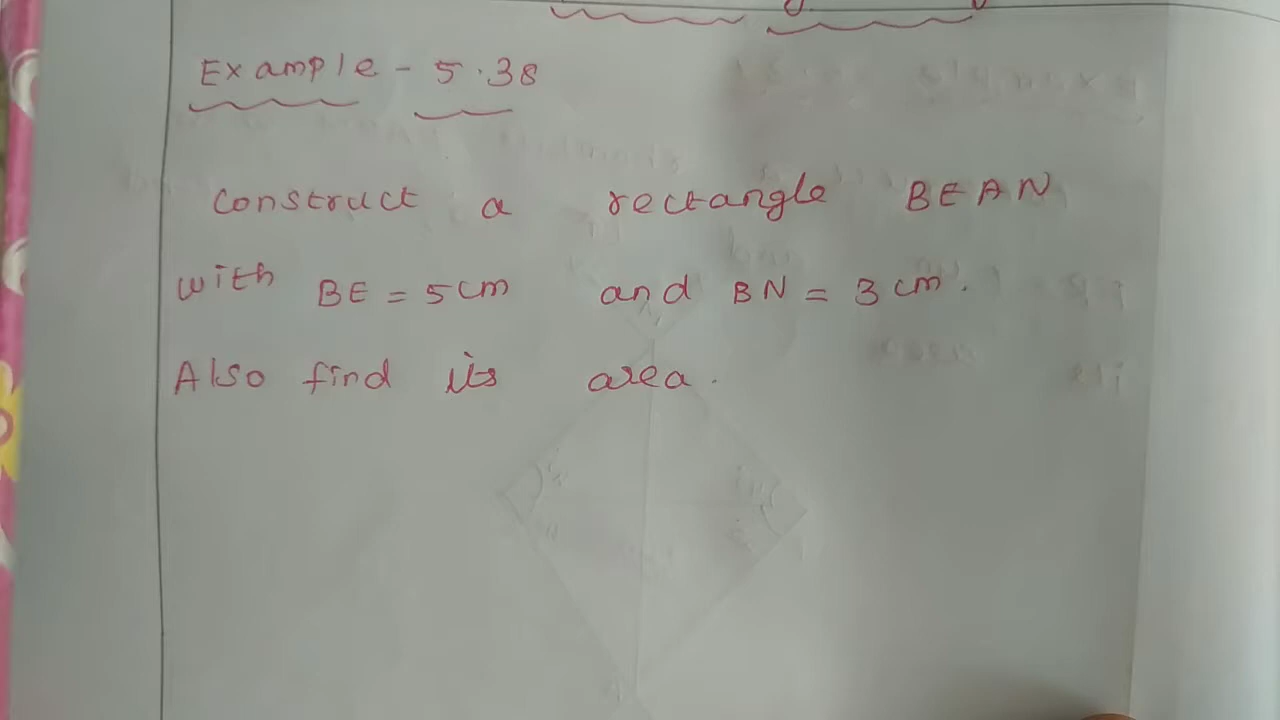 Example - 5.38
Construct a rectangle BEAN
with BE = 5cm and BN = 3cm.
Also find its area.